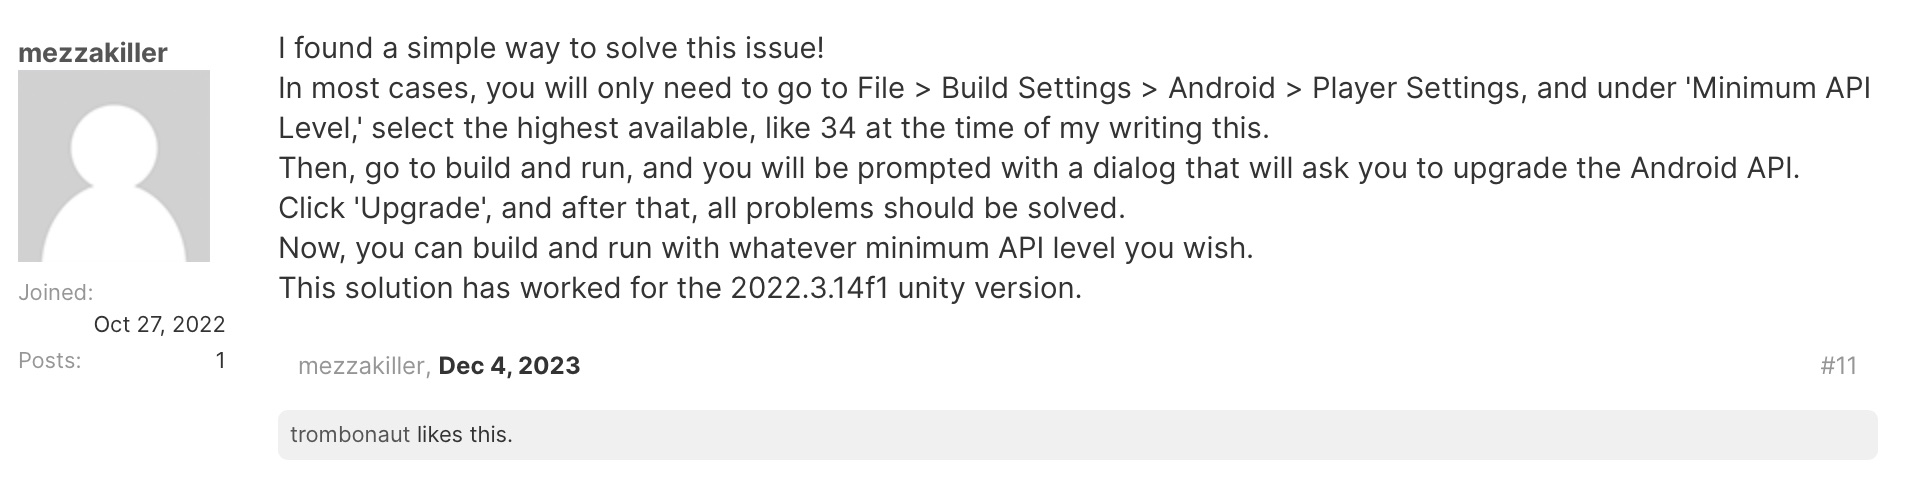 mezzakiller
I found a simple way to solve this issue!
In most cases, you will only need to go to File > Build Settings > Android > Player Settings, and under 'Minimum API
Level,' select the highest available, like 34 at the time of my writing this.
Then, go to build and run, and you will be prompted with a dialog that will ask you to upgrade the Android API.
Click 'Upgrade', and after that, all problems should be solved.
Now, you can build and run with whatever minimum API level you wish.
This solution has worked for the 2022.3.14f1 unity version.
Joined:
Oct 27, 2022
Posts: 1
mezzakiller, Dec 4, 2023 #11
trombonaut likes this.